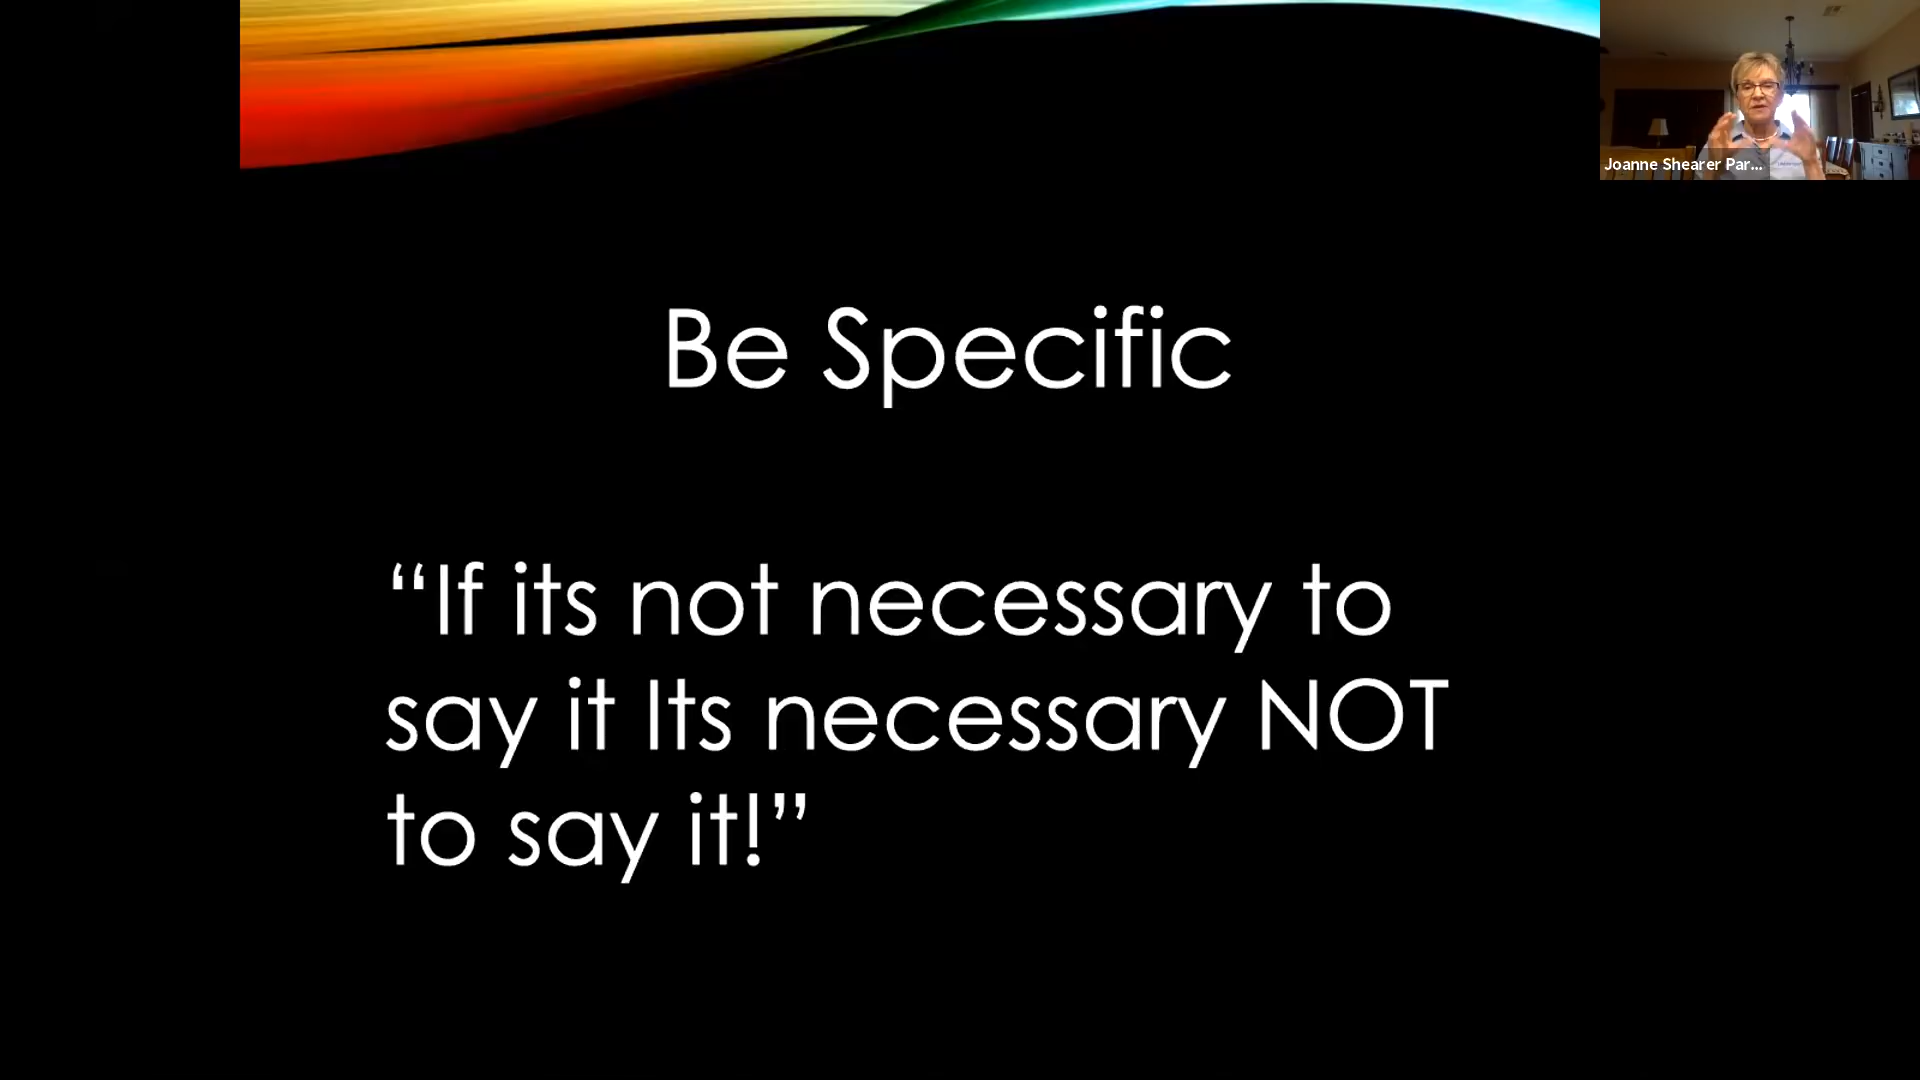 Joanne Shearer Par...
Be Specific
“If its not necessary to
say it Its necessary NOT
to say it!”